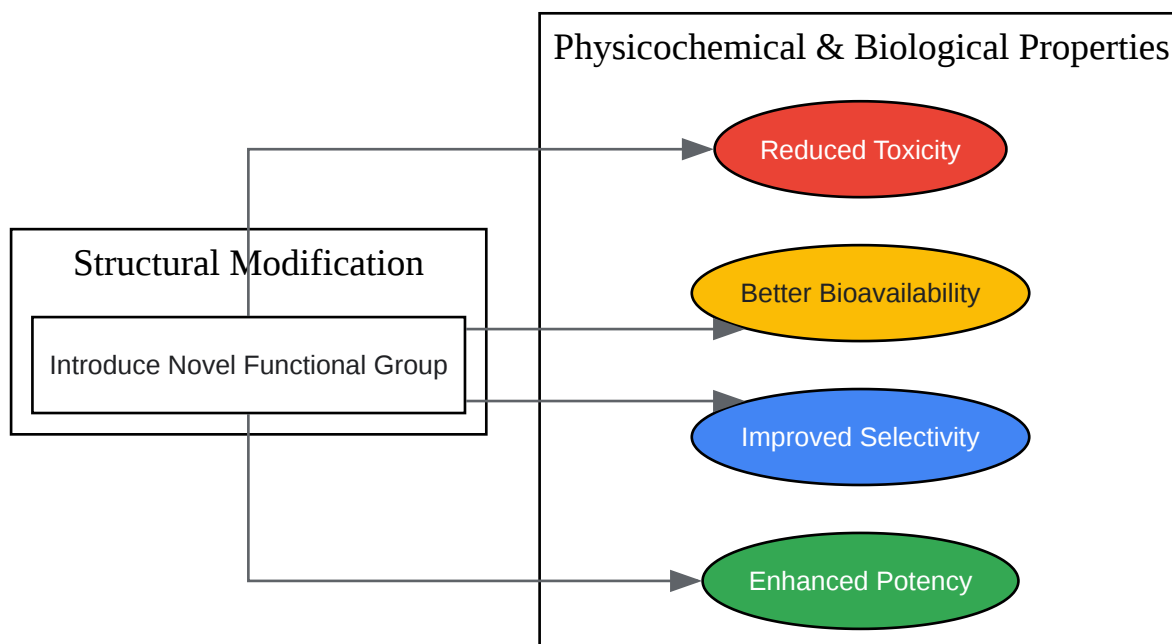 Physicochemical & Biological Properties
Reduced Toxicity
Structural Modification
Better Bioavailability
Introduce Novel Functional Group
Improved Selectivity
Enhanced Potency